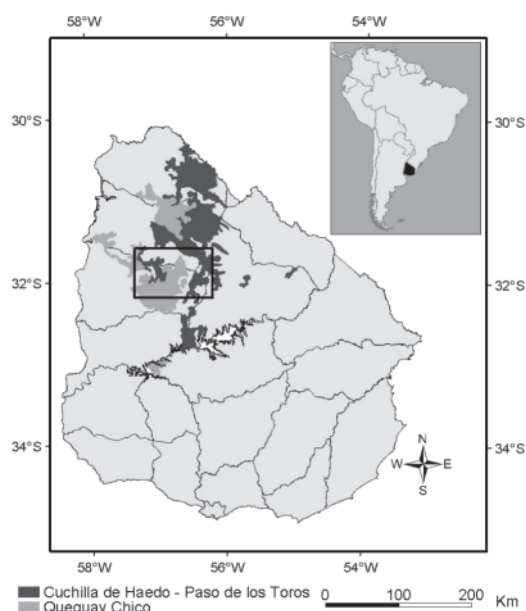 58°W 56°W
30°S 30°S
32°S 32°S
34°S 34°S
N
W E
S
58°W 56°W 54°W
Cuchilla de Haedo - Paso de los Toros
Queguay Chico
0 100 200 Km